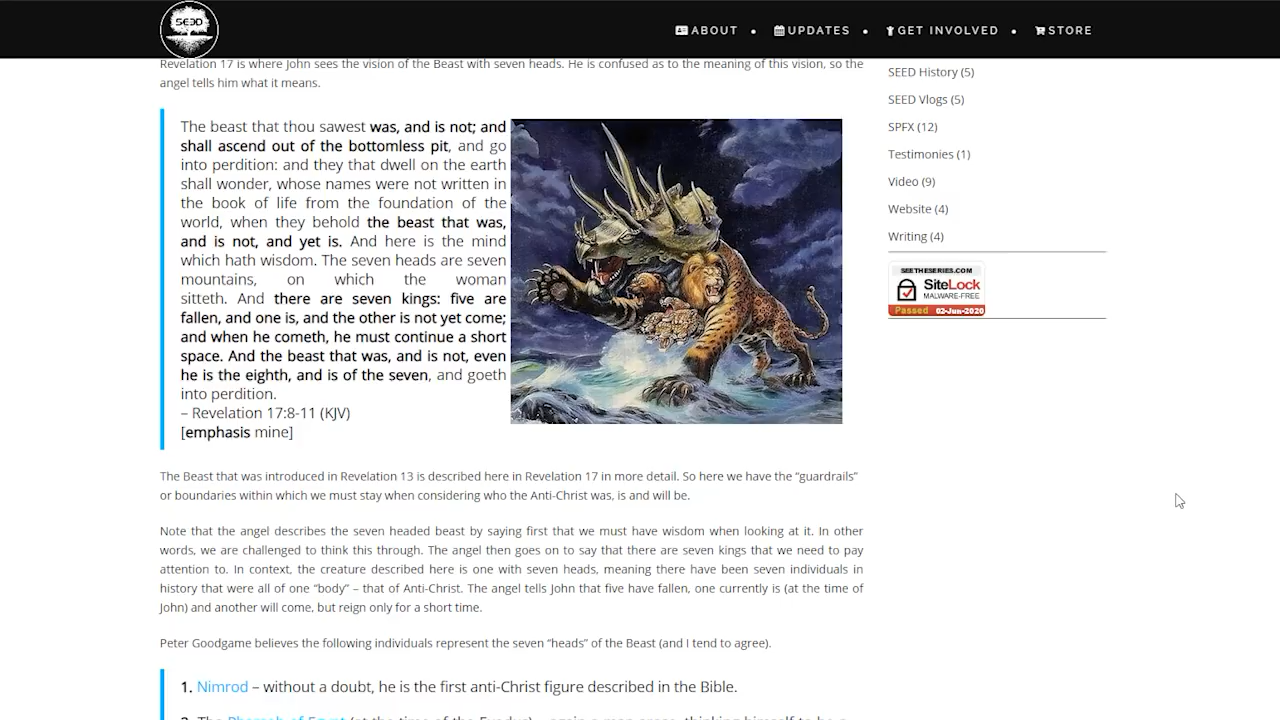 SEED
ABOUT
UPDATES
GET INVOLVED
STORE
Revelation 17 is where John sees the vision of the Beast with seven heads. He is confused as to the meaning of this vision, so the
angel tells him what it means.
The beast that thou sawest was, and is not; and
shall ascend out of the bottomless pit, and go
into perdition: and they that dwell on the earth
shall wonder, whose names were not written in
the book of life from the foundation of the
world, when they behold the beast that was,
and is not, and yet is. And here is the mind
which hath wisdom. The seven heads are seven
mountains, on which the woman
sitteth. And there are seven kings: five are
fallen, and one is, and the other is not yet come;
and when he cometh, he must continue a short
space. And the beast that was, and is not, even
he is the eighth, and is of the seven, and goeth
into perdition.
– Revelation 17:8-11 (KJV)
[emphasis mine]
The Beast that was introduced in Revelation 13 is described here in Revelation 17 in more detail. So here we have the “guardrails”
or boundaries within which we must stay when considering who the Anti-Christ was, is and will be.
Note that the angel describes the seven headed beast by saying first that we must have wisdom when looking at it. In other
words, we are challenged to think this through. The angel then goes on to say that there are seven kings that we need to pay
attention to. In context, the creature described here is one with seven heads, meaning there have been seven individuals in
history that were all of one “body” – that of Anti-Christ. The angel tells John that five have fallen, one currently is (at the time of
John) and another will come, but reign only for a short time.
Peter Goodgame believes the following individuals represent the seven “heads” of the Beast (and I tend to agree).
1. Nimrod – without a doubt, he is the first anti-Christ figure described in the Bible.
2. The Pharaoh of Egypt (at the time of the Exodus) – again a man arose, thinking himself to be a
SEED History (5)
SEED Vlogs (5)
SPFX (12)
Testimonies (1)
Video (9)
Website (4)
Writing (4)
SEETHESERIES.COM
SiteLock
MALWARE-FREE
Passed 02-Jun-2020